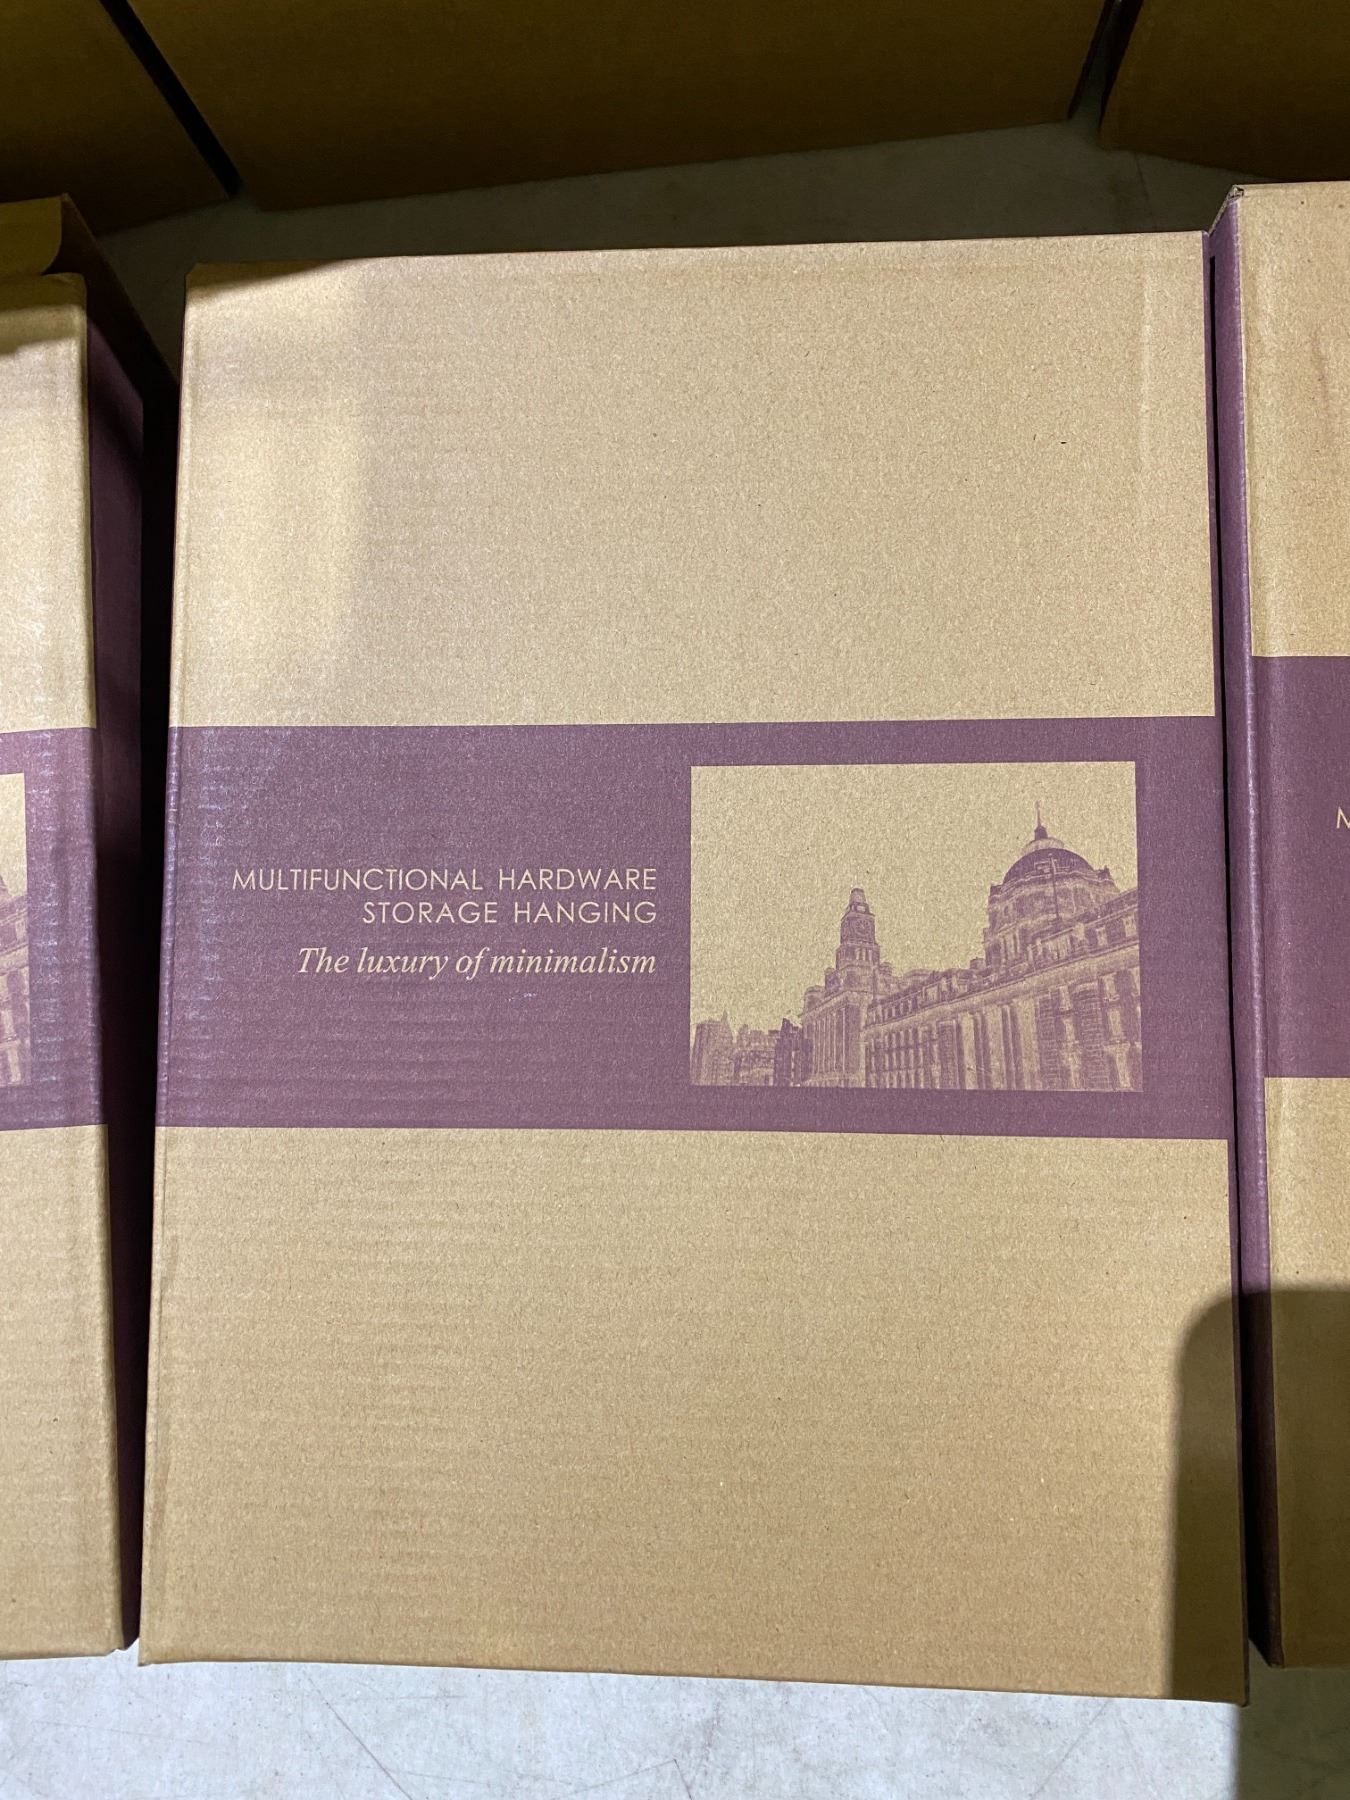 MULTIFUNCTIONAL HARDWARE
STORAGE HANGING
The luxury of minimalism